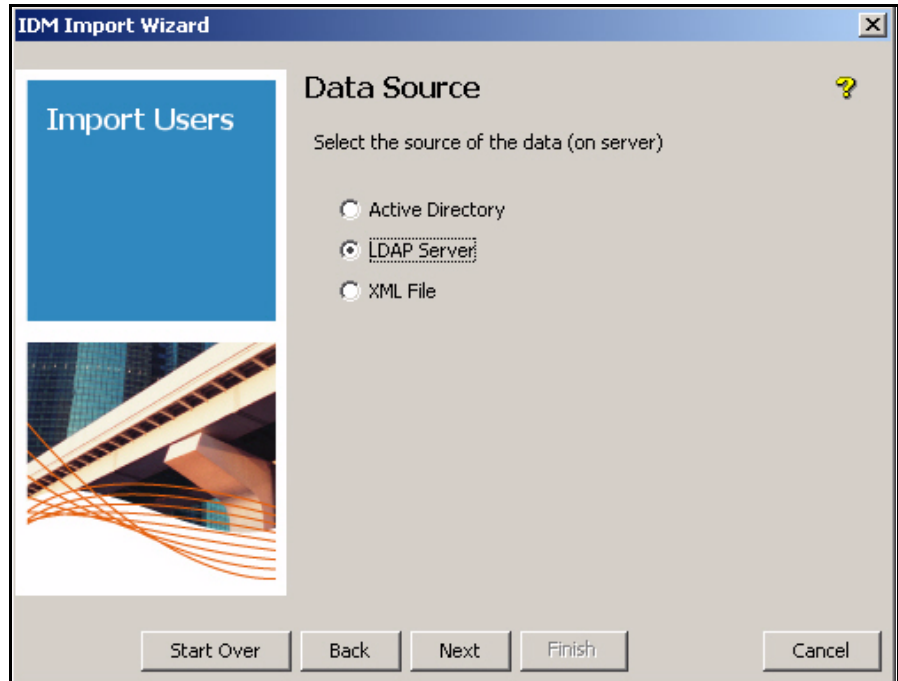 IDM Import Wizard
Import Users
Data Source
?
Select the source of the data (on server)
Active Directory
LDAP Server
XML File
Start Over
Back
Next
Finish
Cancel